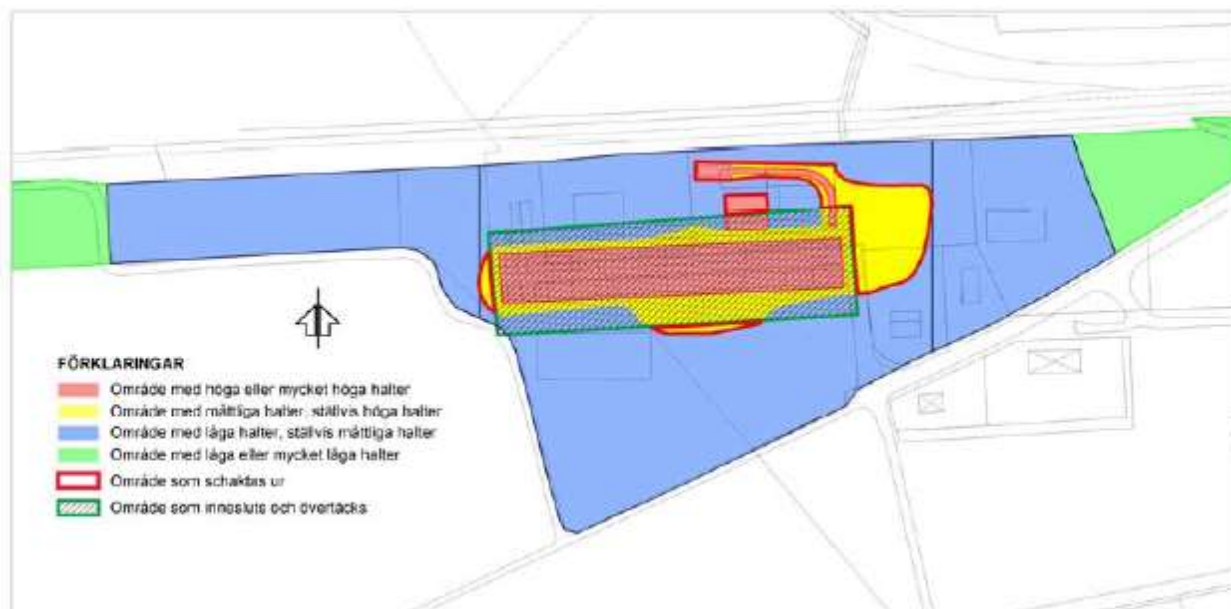 FÖRKLARINGAR
Område med höga eller mycket höga halter
Område med måttliga halter, ställvis höga halter
Område med låga halter, ställvis måttliga halter
Område med låga eller mycket låga halter
Område som schaktas ur
Område som innesluts och övertäcks